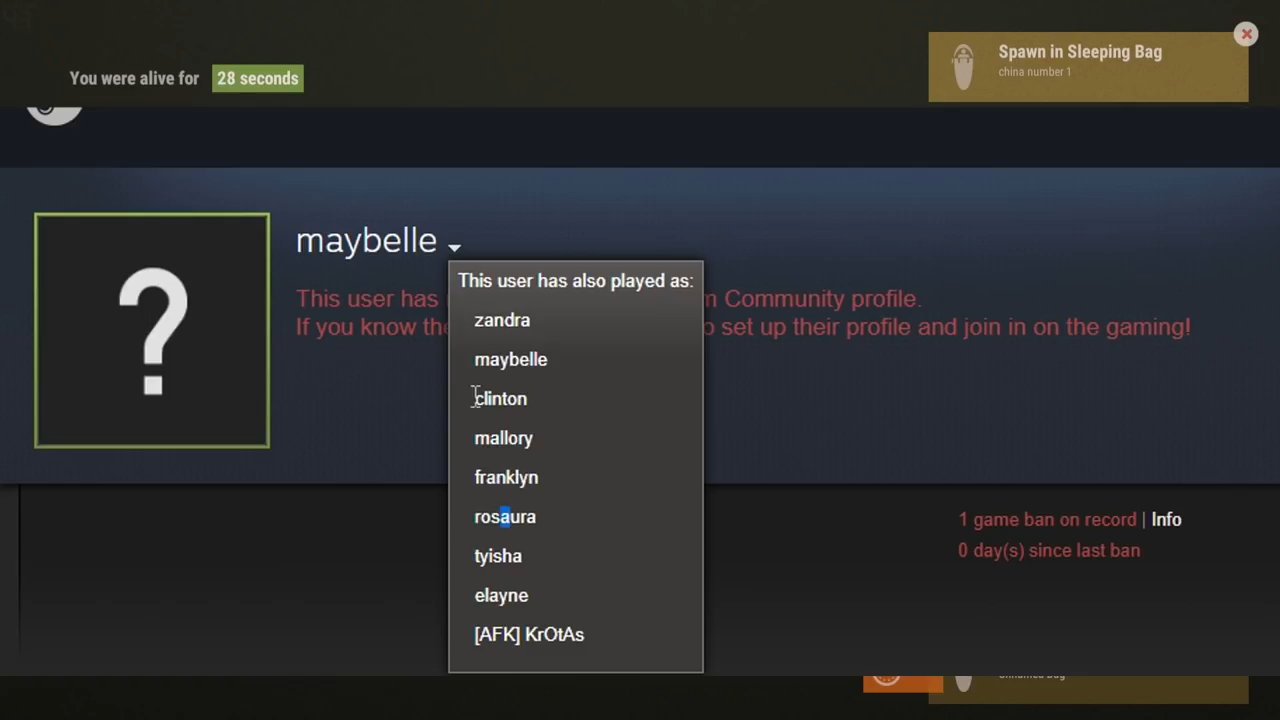 You were alive for 28 seconds
Spawn in Sleeping Bag
china number 1
maybelle
This user has also played as:
This user has m Community profile.
If you know the o set up their profile and join in on the gaming!
zandra
maybelle
clinton
mallory
franklyn
rosaura
tyisha
elayne
[AFK] KrOtAs
1 game ban on record | Info
0 day(s) since last ban
Unnamed Bag